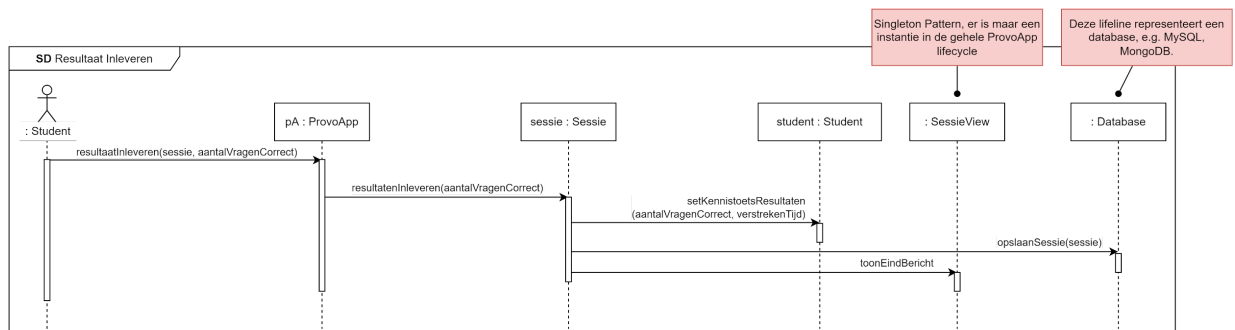 Singleton Pattern, er is maar een
instantie in de gehele ProvoApp
lifecycle
Deze lifeline representeert een
database, e.g. MySQL,
MongoDB.
SD Resultaat Inleveren
: Student
pA : ProvoApp
sessie : Sessie
student : Student
: SessieView
: Database
resultaatInleveren(sessie, aantalVragenCorrect)
resultatenInleveren(aantalVragenCorrect)
setKennistoetsResultaten
(aantalVragenCorrect, verstrekenTijd)
opslaanSessie(sessie)
toonEindBericht